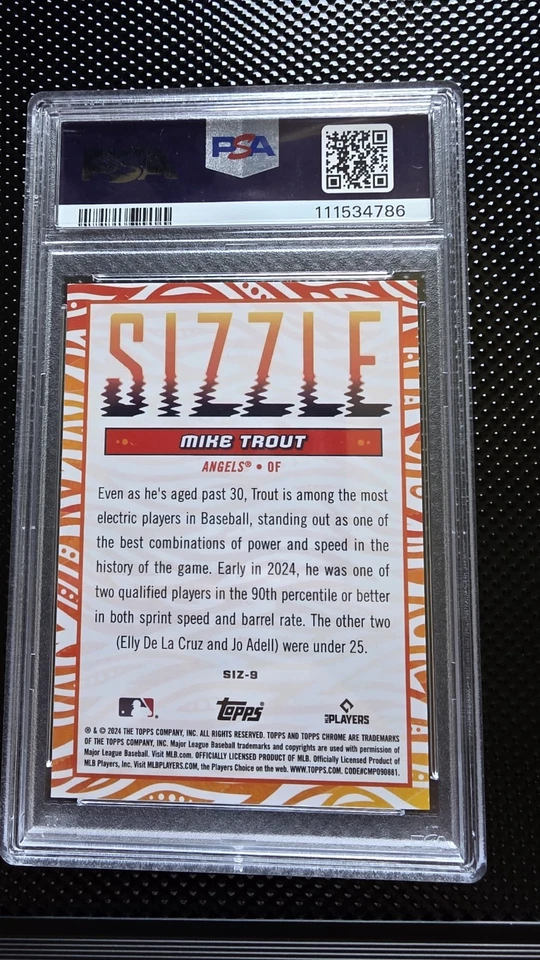 PSA
111534786
SIZZLE
MIKE TROUT
ANGELS® • OF
Even as he's aged past 30, Trout is among the most
electric players in Baseball, standing out as one of
the best combinations of power and speed in the
history of the game. Early in 2024, he was one of
two qualified players in the 90th percentile or better
in both sprint speed and barrel rate. The other two
(Elly De La Cruz and Jo Adell) were under 25.
SIZ-9
Topps
MLB PLAYERS
® & © 2024 THE TOPPS COMPANY, INC. ALL RIGHTS RESERVED. TOPPS AND TOPPS CHROME ARE TRADEMARKS
OF THE TOPPS COMPANY, INC. Major League Baseball trademarks and copyrights are used with permission of
Major League Baseball. Visit MLB.com. OFFICIALLY LICENSED PRODUCT OF MLB. Officially Licensed Product of
MLB Players, Inc. Visit MLBPLAYERS.COM, the Players Choice on the web. WWW.TOPPS.COM. CODE#CMP090881.
PSA